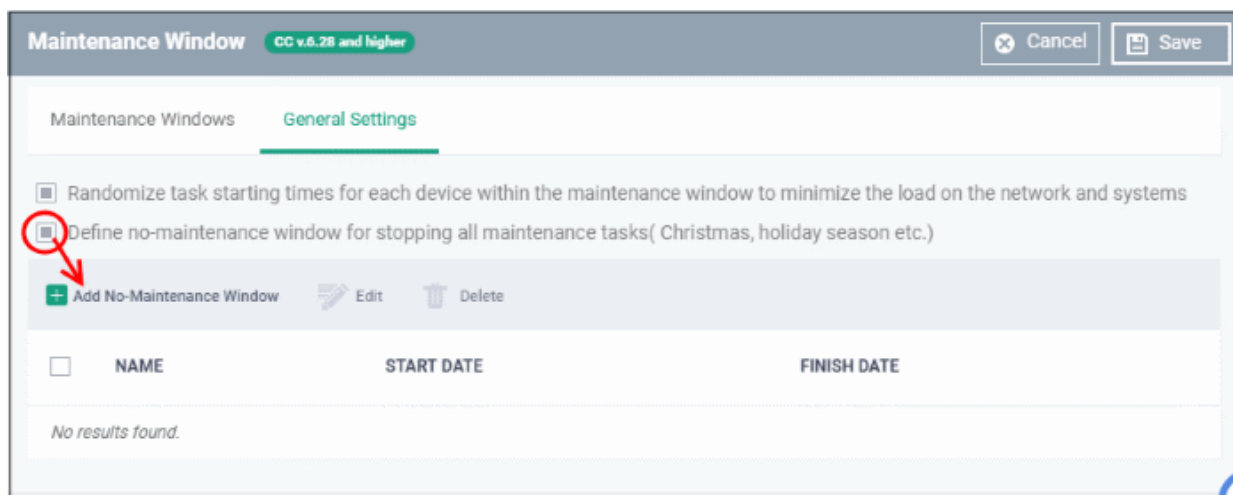 Maintenance Window CC v.6.28 and higher Cancel Save
Maintenance Windows General Settings
Randomize task starting times for each device within the maintenance window to minimize the load on the network and systems
Define no-maintenance window for stopping all maintenance tasks( Christmas, holiday season etc.)
Add No-Maintenance Window Edit Delete
NAME START DATE FINISH DATE
No results found.